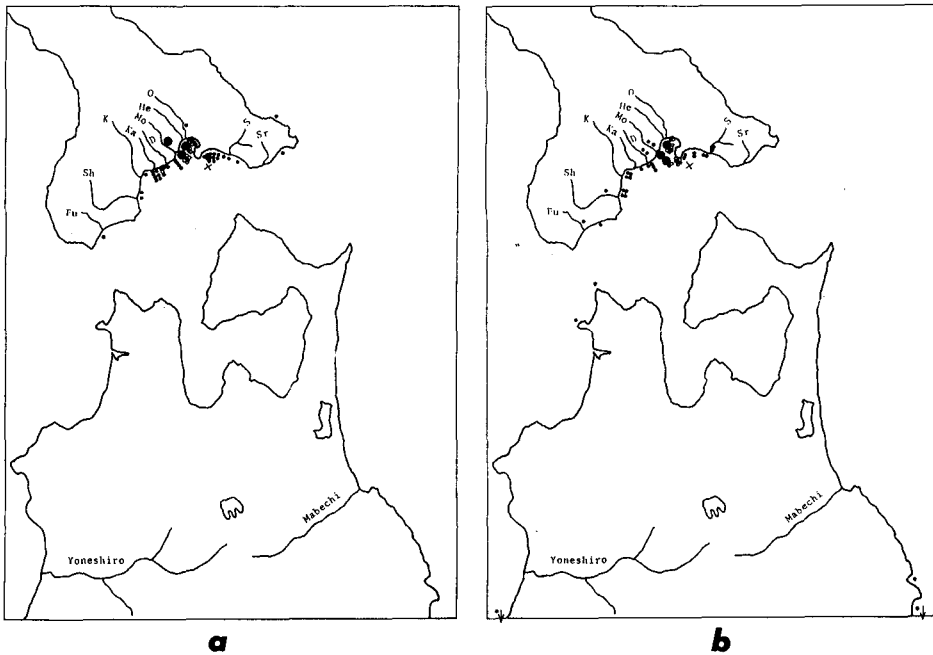 O
He
Mo
K
Ka
D
S
Sr
Sh
Fu
Mabechi
Yoneshiro
a
O
He
Mo
K
Ka
D
S
Sr
Sh
Fu
Mabechi
Yoneshiro
b